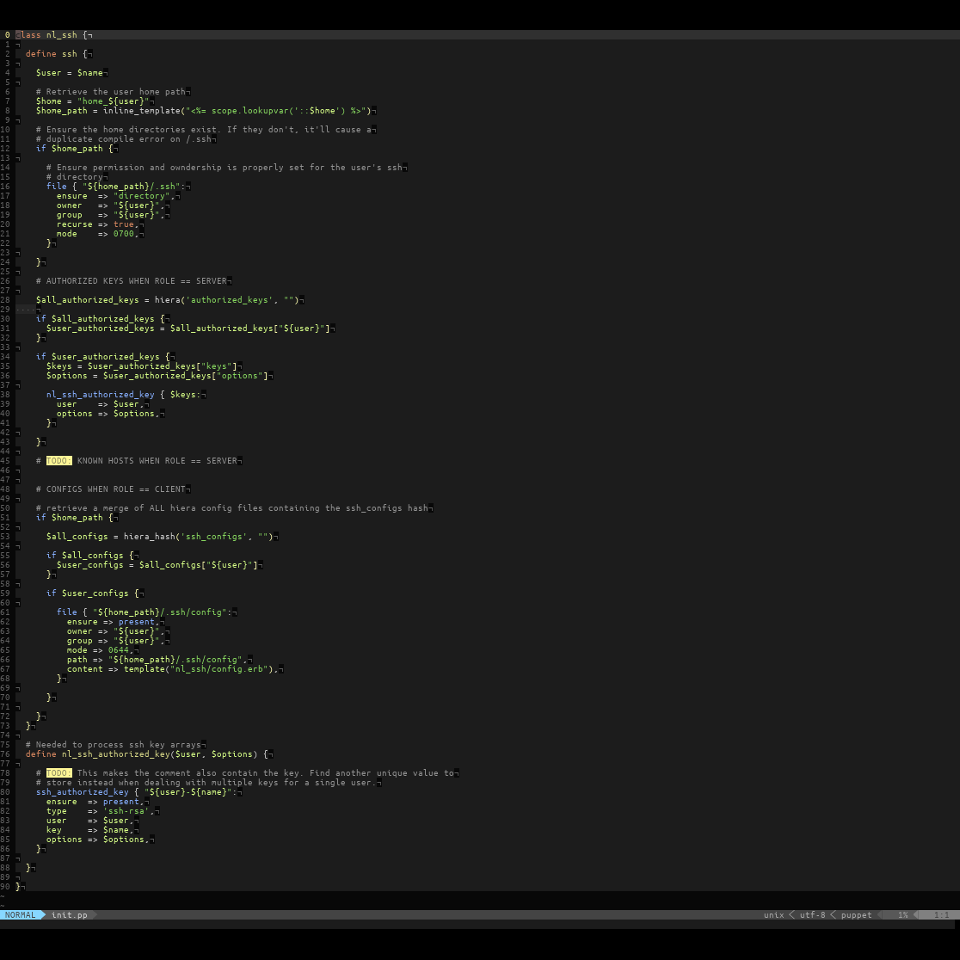 0 class nl_ssh {¬
1 ¬
2   define ssh {¬
3 ¬
4     $user = $name¬
5 ¬
6     # Retrieve the user home path¬
7     $home = "home_${user}"¬
8     $home_path = inline_template("<%= scope.lookupvar('::$home') %>")¬
9 ¬
10     # Ensure the home directories exist. If they don't, it'll cause a¬
11     # duplicate compile error on /.ssh¬
12     if $home_path {¬
13 ¬
14       # Ensure permission and owndership is properly set for the user's ssh¬
15       # directory¬
16       file { "${home_path}/.ssh":¬
17         ensure  => "directory",¬
18         owner   => "${user}",¬
19         group   => "${user}",¬
20         recurse => true,¬
21         mode    => 0700,¬
22       }¬
23 ¬
24     }¬
25 ¬
26     # AUTHORIZED KEYS WHEN ROLE == SERVER¬
27 ¬
28     $all_authorized_keys = hiera('authorized_keys', "")¬
29 ····¬
30     if $all_authorized_keys {¬
31       $user_authorized_keys = $all_authorized_keys["${user}"]¬
32     }¬
33 ¬
34     if $user_authorized_keys {¬
35       $keys = $user_authorized_keys["keys"]¬
36       $options = $user_authorized_keys["options"]¬
37 ¬
38       nl_ssh_authorized_key { $keys:¬
39         user    => $user,¬
40         options => $options,¬
41       }¬
42 ¬
43     }¬
44 ¬
45     # TODO: KNOWN HOSTS WHEN ROLE == SERVER¬
46 ¬
47 ¬
48     # CONFIGS WHEN ROLE == CLIENT¬
49 ¬
50     # retrieve a merge of ALL hiera config files containing the ssh_configs hash¬
51     if $home_path {¬
52 ¬
53       $all_configs = hiera_hash('ssh_configs', "")¬
54 ¬
55       if $all_configs {¬
56         $user_configs = $all_configs["${user}"]¬
57       }¬
58 ¬
59       if $user_configs {¬
60 ¬
61         file { "${home_path}/.ssh/config":¬
62           ensure => present,¬
63           owner => "${user}",¬
64           group => "${user}",¬
65           mode => 0644,¬
66           path => "${home_path}/.ssh/config",¬
67           content => template("nl_ssh/config.erb"),¬
68         }¬
69 ¬
70       }¬
71 ¬
72     }¬
73   }¬
74 ¬
75   # Needed to process ssh key arrays¬
76   define nl_ssh_authorized_key($user, $options) {¬
77 ¬
78     # TODO: This makes the comment also contain the key. Find another unique value to¬
79     # store instead when dealing with multiple keys for a single user.¬
80     ssh_authorized_key { "${user}-${name}":¬
81       ensure  => present,¬
82       type    => 'ssh-rsa',¬
83       user    => $user,¬
84       key     => $name,¬
85       options => $options,¬
86     }¬
87 ¬
88   }¬
89 ¬
90 }¬
~
~
NORMAL init.pp unix < utf-8 < puppet 1% 1:1